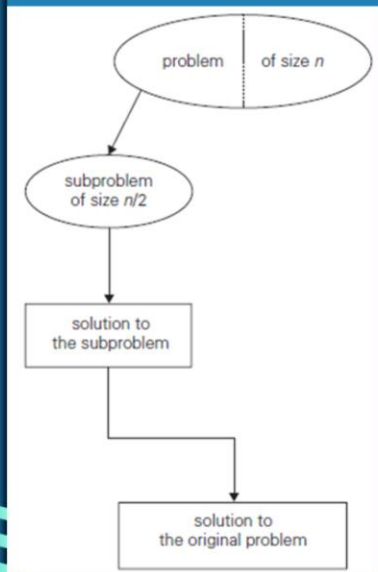 problem of size n
subproblem
of size n/2
solution to
the subproblem
solution to
the original problem